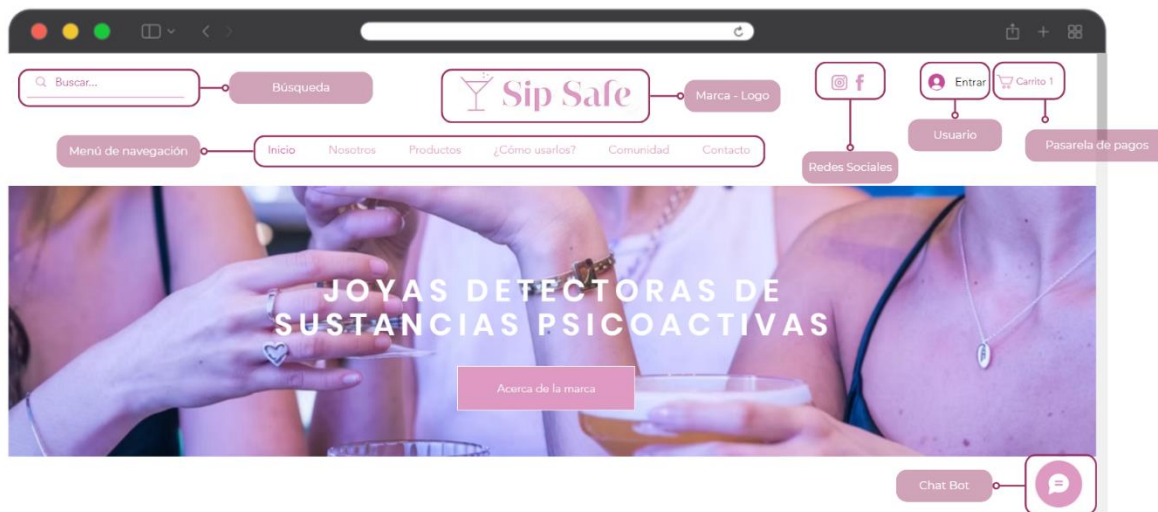 Buscar...
Búsqueda
Sip Safe
Marca - Logo
Entrar
Carrito 1
Usuario
Pasarela de pagos
Redes Sociales
Menú de navegación
Inicio Nosotros Productos ¿Cómo usarlos? Comunidad Contacto
JOYAS DETECTORAS DE
SUSTANCIAS PSICOACTIVAS
Acerca de la marca
Chat Bot